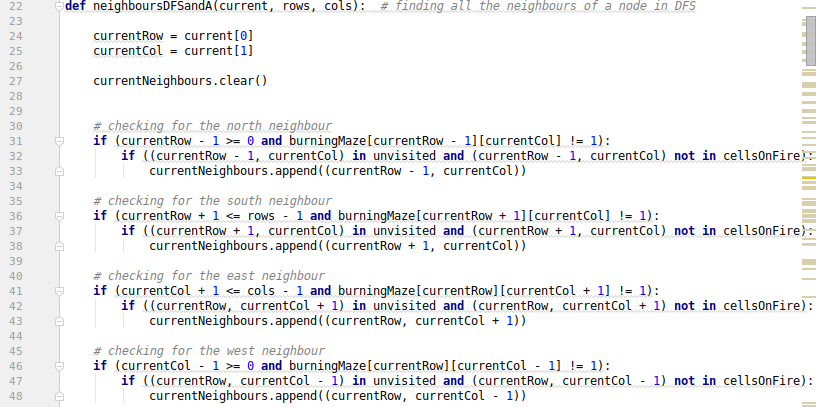 22 def neighboursDFSandA(current, rows, cols):  # finding all the neighbours of a node in DFS
23
24     currentRow = current[0]
25     currentCol = current[1]
26
27     currentNeighbours.clear()
28
29
30     # checking for the north neighbour
31     if (currentRow - 1 >= 0 and burningMaze[currentRow - 1][currentCol] != 1):
32         if ((currentRow - 1, currentCol) in unvisited and (currentRow - 1, currentCol) not in cellsOnFire):
33             currentNeighbours.append((currentRow - 1, currentCol))
34
35     # checking for the south neighbour
36     if (currentRow + 1 <= rows - 1 and burningMaze[currentRow + 1][currentCol] != 1):
37         if ((currentRow + 1, currentCol) in unvisited and (currentRow + 1, currentCol) not in cellsOnFire):
38             currentNeighbours.append((currentRow + 1, currentCol))
39
40     # checking for the east neighbour
41     if (currentCol + 1 <= cols - 1 and burningMaze[currentRow][currentCol + 1] != 1):
42         if ((currentRow, currentCol + 1) in unvisited and (currentRow, currentCol + 1) not in cellsOnFire):
43             currentNeighbours.append((currentRow, currentCol + 1))
44
45     # checking for the west neighbour
46     if (currentCol - 1 >= 0 and burningMaze[currentRow][currentCol - 1] != 1):
47         if ((currentRow, currentCol - 1) in unvisited and (currentRow, currentCol - 1) not in cellsOnFire):
48             currentNeighbours.append((currentRow, currentCol - 1))